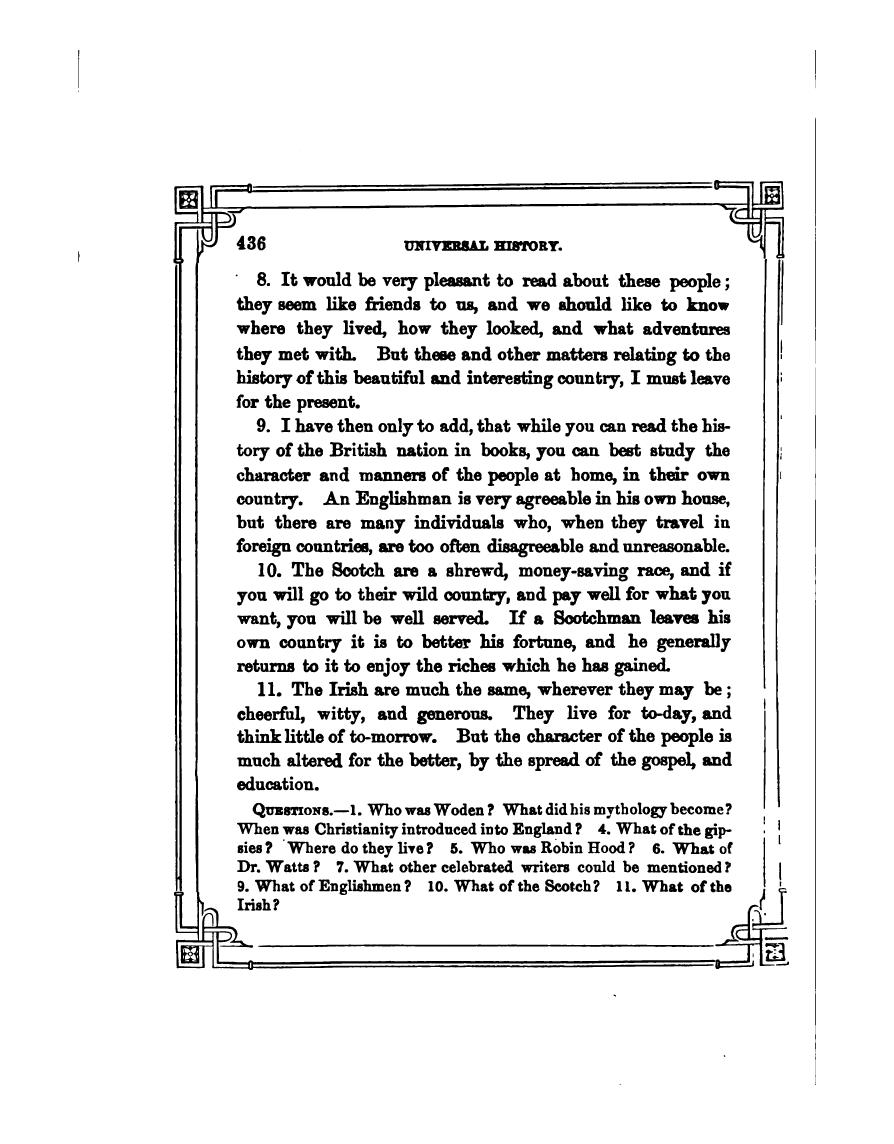 436 UNIVERSAL HISTORY.
8. It would be very pleasant to read about these people;
they seem like friends to us, and we should like to know
where they lived, how they looked, and what adventures
they met with. But these and other matters relating to the
history of this beautiful and interesting country, I must leave
for the present.
9. I have then only to add, that while you can read the his-
tory of the British nation in books, you can best study the
character and manners of the people at home, in their own
country. An Englishman is very agreeable in his own house,
but there are many individuals who, when they travel in
foreign countries, are too often disagreeable and unreasonable.
10. The Scotch are a shrewd, money-saving race, and if
you will go to their wild country, and pay well for what you
want, you will be well served. If a Scotchman leaves his
own country it is to better his fortune, and he generally
returns to it to enjoy the riches which he has gained.
11. The Irish are much the same, wherever they may be;
cheerful, witty, and generous. They live for to-day, and
think little of to-morrow. But the character of the people is
much altered for the better, by the spread of the gospel, and
education.
QUESTIONS.—1. Who was Woden? What did his mythology become?
When was Christianity introduced into England? 4. What of the gip-
sies? Where do they live? 5. Who was Robin Hood? 6. What of
Dr. Watts? 7. What other celebrated writers could be mentioned?
9. What of Englishmen? 10. What of the Scotch? 11. What of the
Irish?